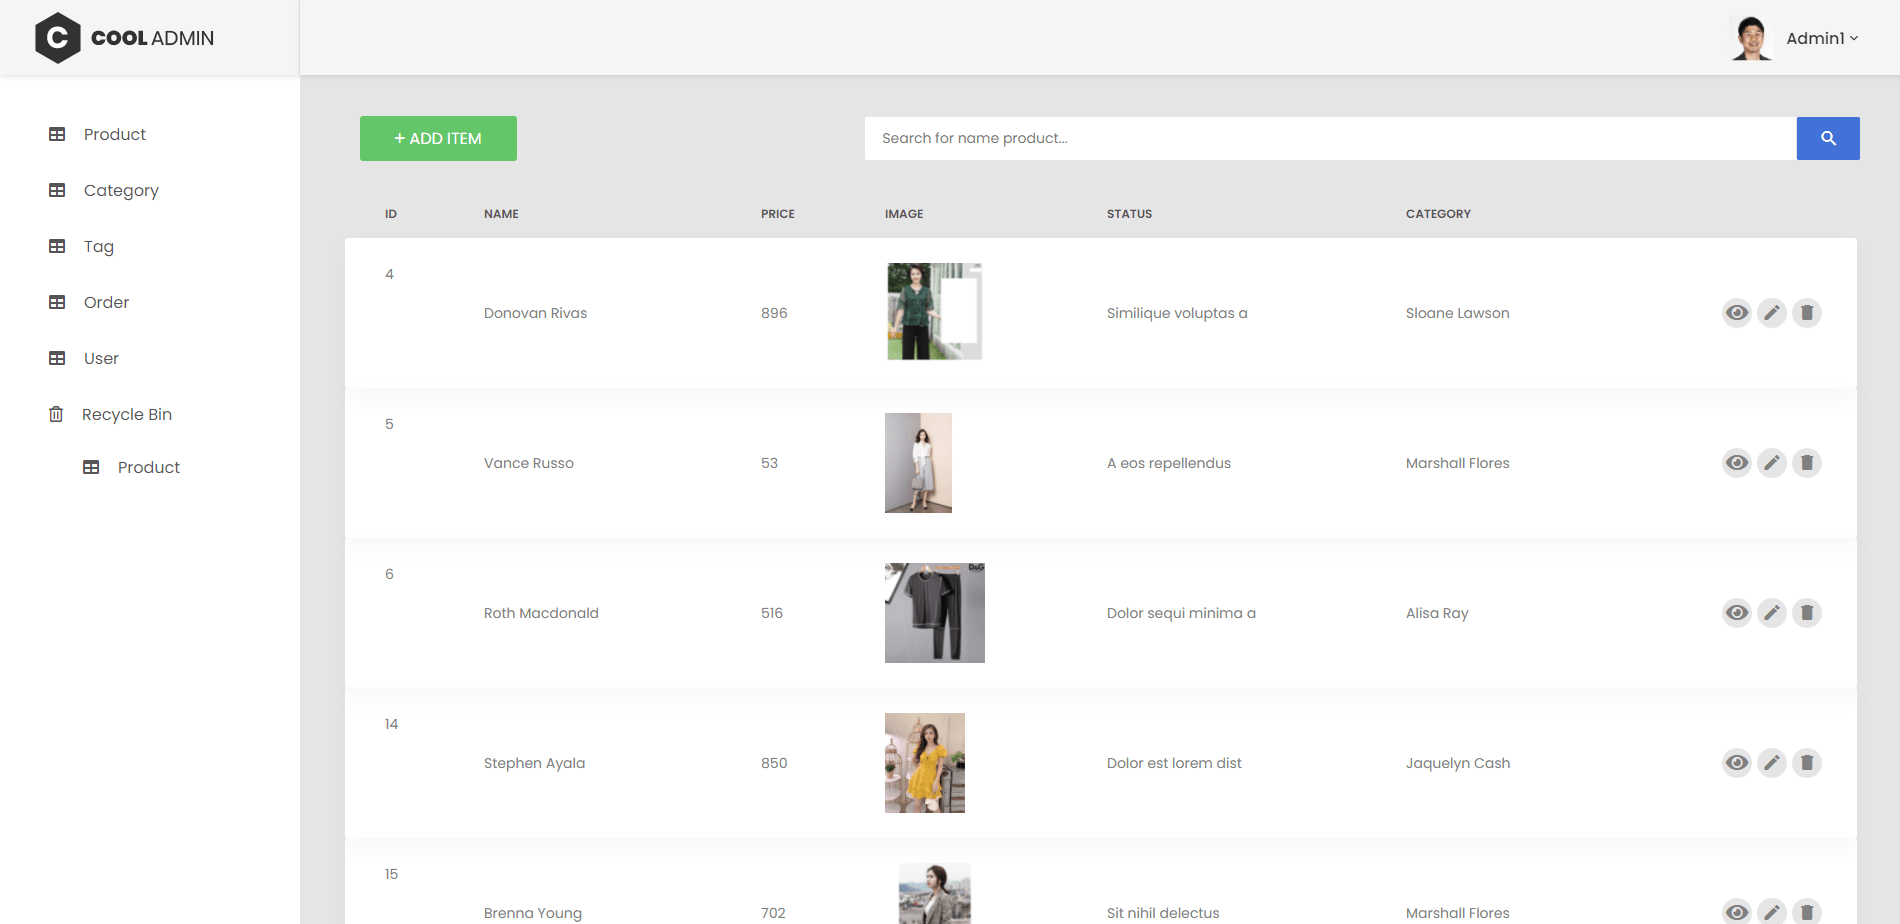 C COOL ADMIN
Admin1
Product
Category
Tag
Order
User
Recycle Bin
Product
+ ADD ITEM
Search for name product...
ID NAME PRICE IMAGE STATUS CATEGORY
4
Donovan Rivas 896 Similique voluptas a Sloane Lawson
5
Vance Russo 53 A eos repellendus Marshall Flores
6
D&G
Roth Macdonald 516 Dolor sequi minima a Alisa Ray
14
Stephen Ayala 850 Dolor est lorem dist Jaquelyn Cash
15
Brenna Young 702 Sit nihil delectus Marshall Flores